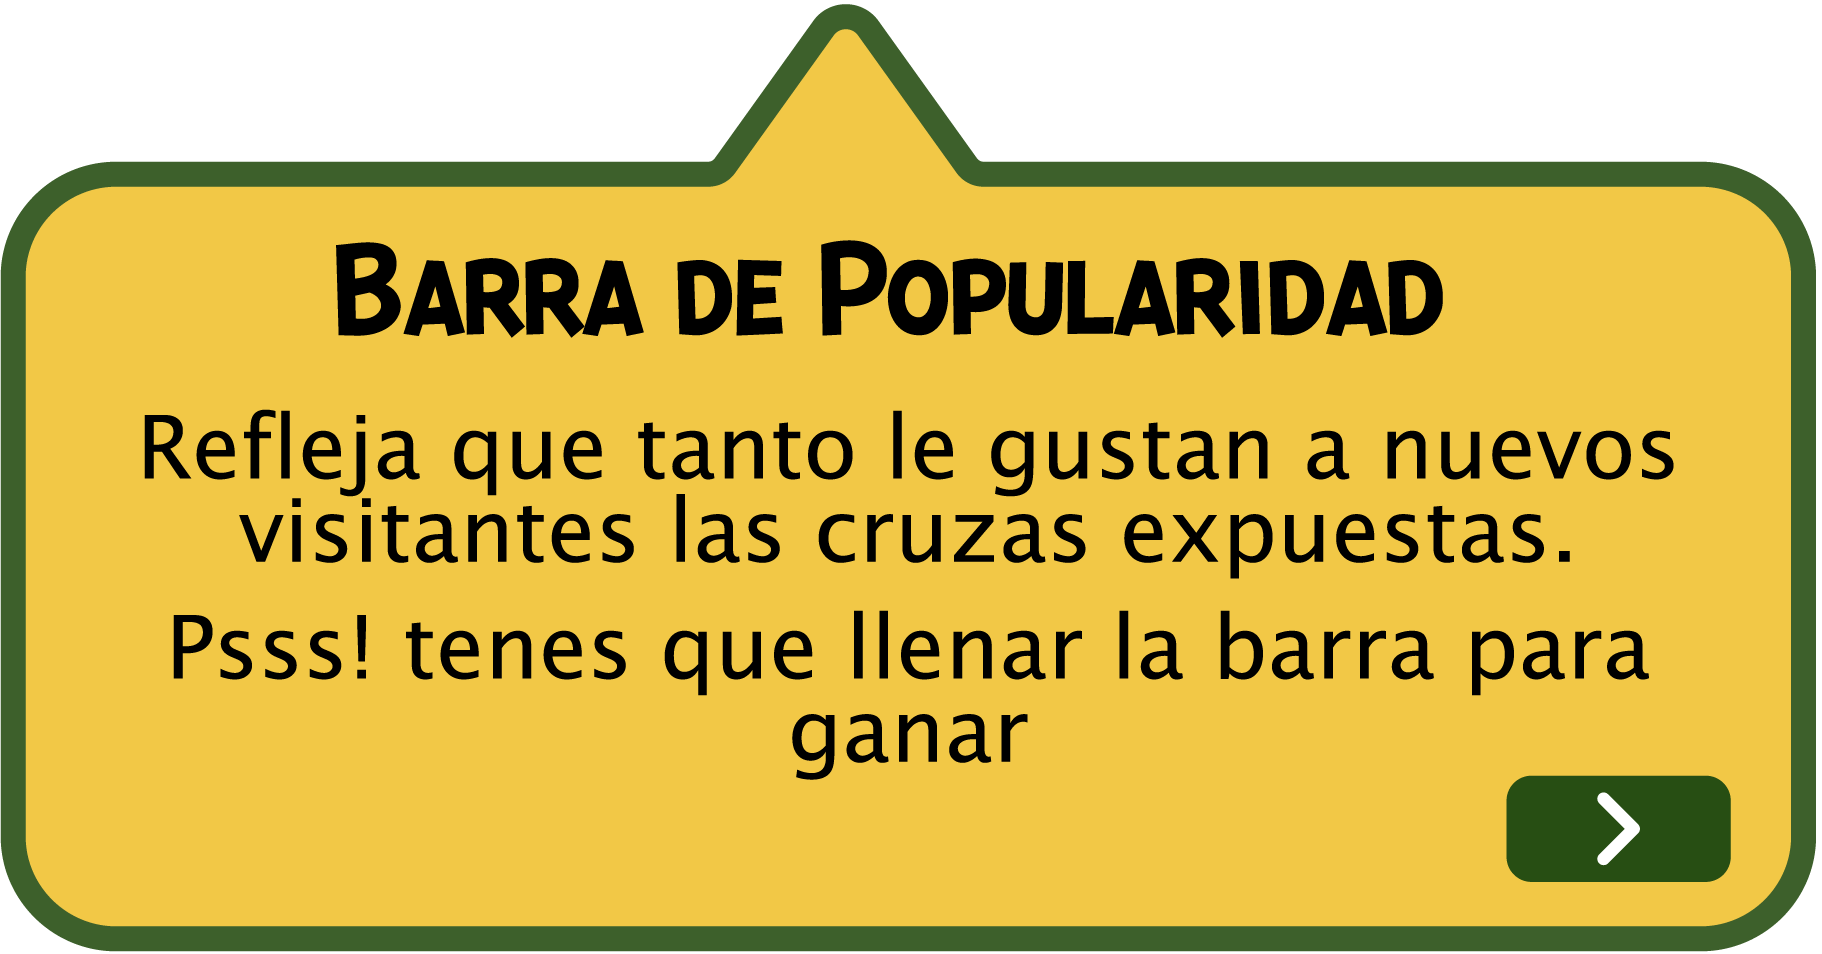 Barra de Popularidad
Refleja que tanto le gustan a nuevos
visitantes las cruzas expuestas.
Psss! tenes que llenar la barra para
ganar